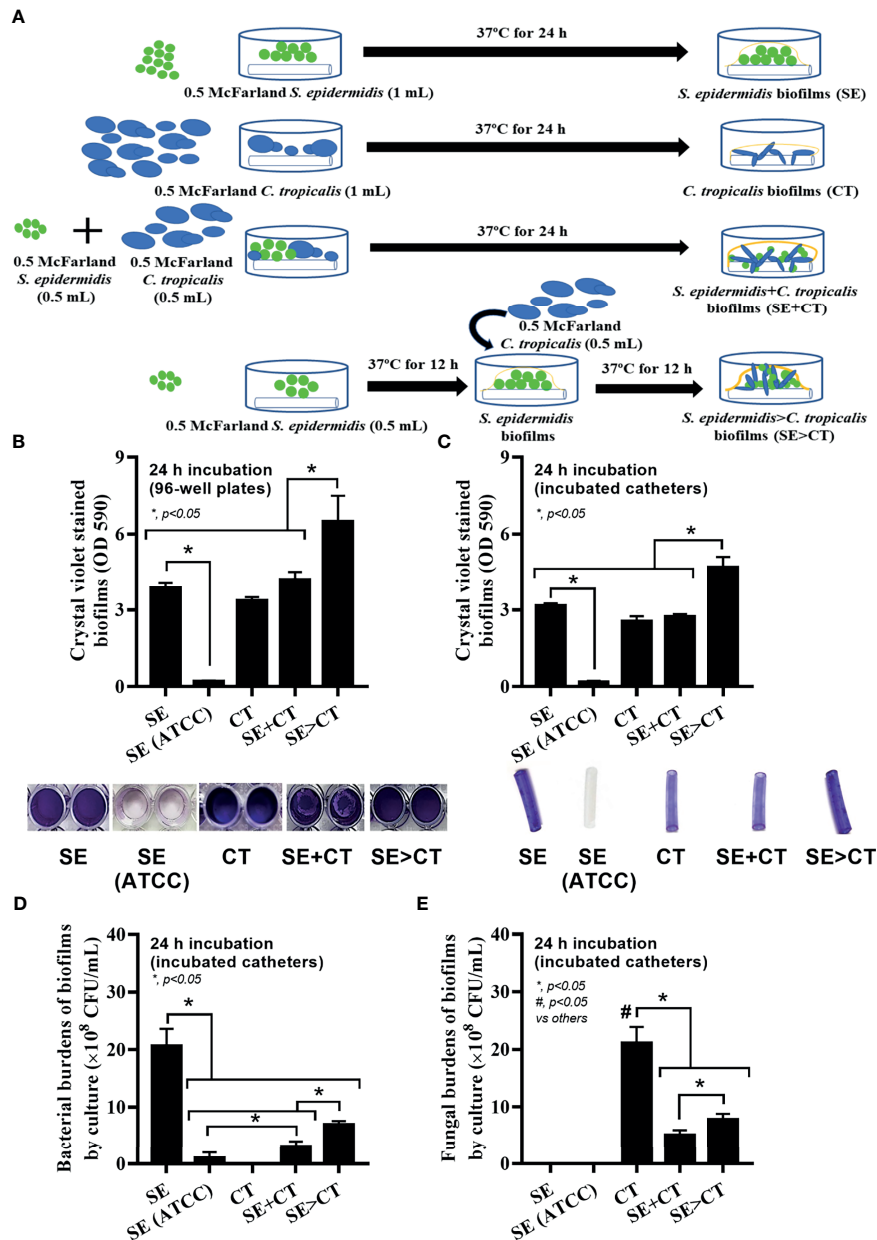 A
37ºC for 24 h
0.5 McFarland S. epidermidis (1 mL)
S. epidermidis biofilms (SE)
37ºC for 24 h
0.5 McFarland C. tropicalis (1 mL)
C. tropicalis biofilms (CT)
+
37ºC for 24 h
0.5 McFarland
S. epidermidis
(0.5 mL)
0.5 McFarland
C. tropicalis
(0.5 mL)
S. epidermidis+C. tropicalis
biofilms (SE+CT)
0.5 McFarland
C. tropicalis (0.5 mL)
37ºC for 12 h
37ºC for 12 h
0.5 McFarland S. epidermidis (0.5 mL)
S. epidermidis
biofilms
S. epidermidis>C. tropicalis
biofilms (SE>CT)
B
24 h incubation
(96-well plates)
*, p<0.05
Crystal violet stained
biofilms (OD 590)
9
6
3
0
*
*
SE
SE (ATCC)
CT
SE+CT
SE>CT
SE
SE
(ATCC)
CT
SE+CT
SE>CT
C
24 h incubation
(incubated catheters)
*, p<0.05
Crystal violet stained
biofilms (OD 590)
9
6
3
0
*
*
SE
SE (ATCC)
CT
SE+CT
SE>CT
SE
SE
(ATCC)
CT
SE+CT
SE>CT
D
24 h incubation
(incubated catheters)
*, p<0.05
Bacterial burdens of biofilms
by culture (×10⁸ CFU/mL)
40
30
20
10
0
*
*
*
SE
SE (ATCC)
CT
SE+CT
SE>CT
E
24 h incubation
(incubated catheters)
*, p<0.05
#, p<0.05
vs others
Fungal burdens of biofilms
by culture (×10⁸ CFU/mL)
40
30
20
10
0
#
*
*
SE
SE (ATCC)
CT
SE+CT
SE>CT